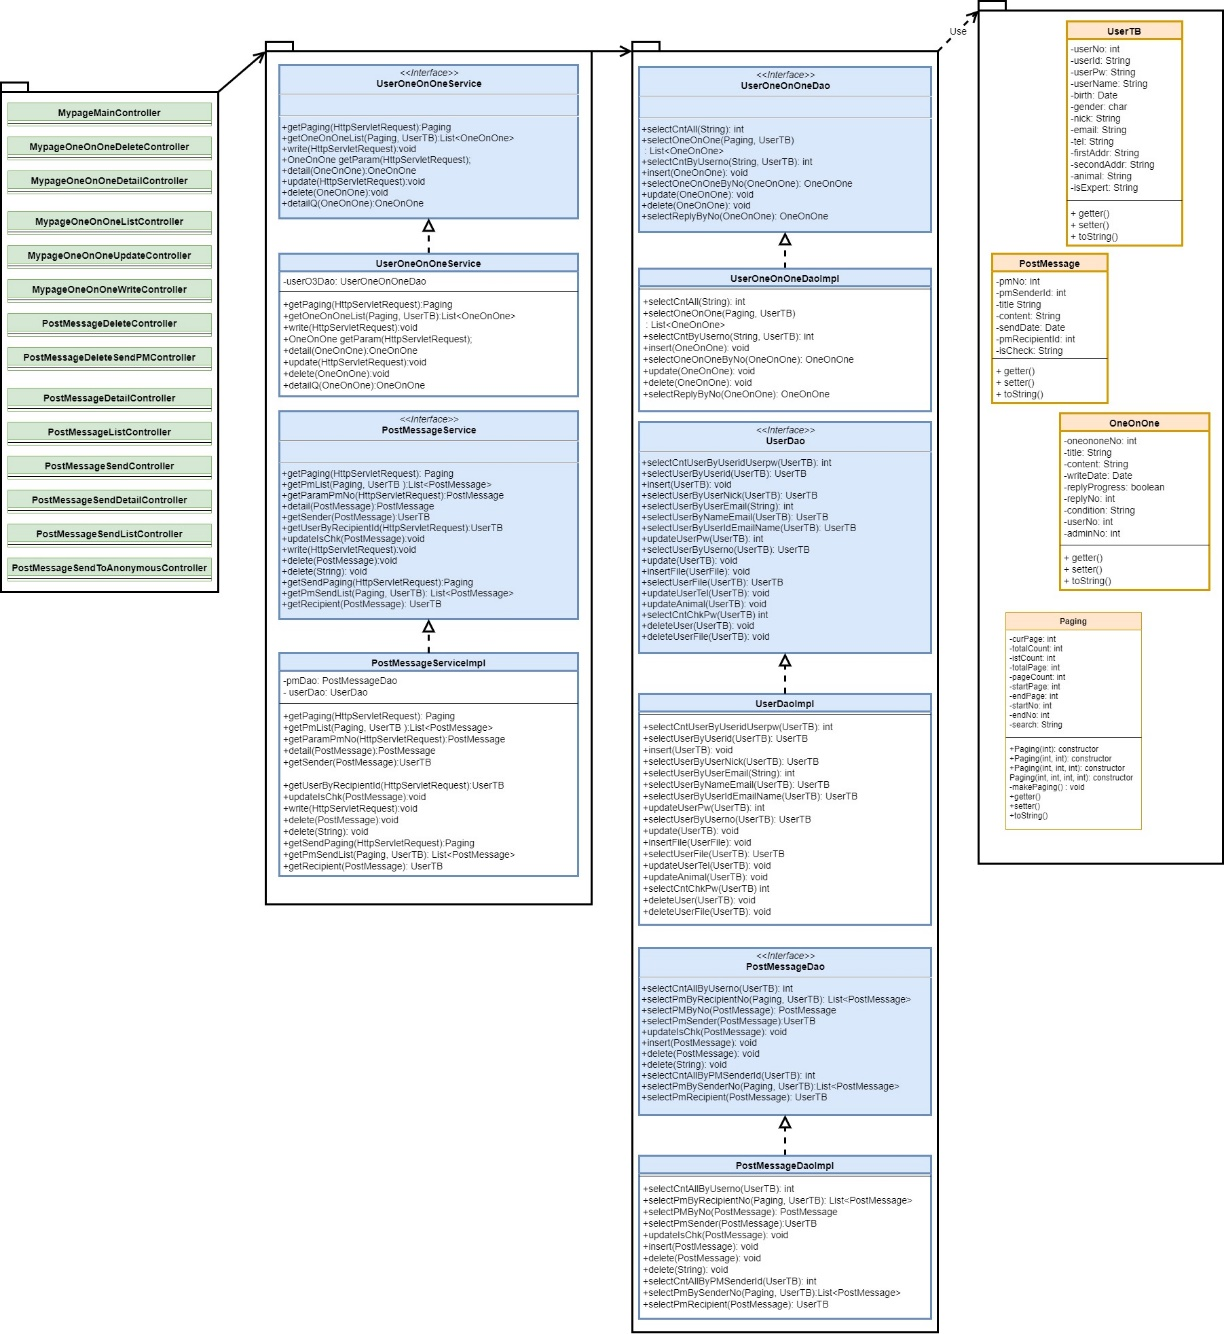 MypageMainController
MypageOneOnOneDeleteController
MypageOneOnOneDetailController
MypageOneOnOneListController
MypageOneOnOneUpdateController
MypageOneOnOneWriteController
PostMessageDeleteController
PostMessageDeleteSendPMController
PostMessageDetailController
PostMessageListController
PostMessageSendController
PostMessageSendDetailController
PostMessageSendListController
PostMessageSendToAnonymousController
<<Interface>>
UserOneOnOneService
+getPaging(HttpServletRequest):Paging
+getOneOnOneList(Paging, UserTB):List<OneOnOne>
+write(HttpServletRequest):void
+OneOnOne getParam(HttpServletRequest);
+detail(OneOnOne):OneOnOne
+update(HttpServletRequest):void
+delete(OneOnOne):void
+detailQ(OneOnOne):OneOnOne
UserOneOnOneService
-userO3Dao: UserOneOnOneDao
+getPaging(HttpServletRequest):Paging
+getOneOnOneList(Paging, UserTB):List<OneOnOne>
+write(HttpServletRequest):void
+OneOnOne getParam(HttpServletRequest);
+detail(OneOnOne):OneOnOne
+update(HttpServletRequest):void
+delete(OneOnOne):void
+detailQ(OneOnOne):OneOnOne
<<Interface>>
PostMessageService
+getPaging(HttpServletRequest): Paging
+getPmList(Paging, UserTB ):List<PostMessage>
+getParamPmNo(HttpServletRequest):PostMessage
+detail(PostMessage):PostMessage
+getSender(PostMessage):UserTB
+getUserByRecipientId(HttpServletRequest):UserTB
+updateIsChk(PostMessage):void
+write(HttpServletRequest):void
+delete(PostMessage):void
+delete(String): void
+getSendPaging(HttpServletRequest):Paging
+getPmSendList(Paging, UserTB): List<PostMessage>
+getRecipient(PostMessage): UserTB
PostMessageServiceImpl
-pmDao: PostMessageDao
- userDao: UserDao
+getPaging(HttpServletRequest): Paging
+getPmList(Paging, UserTB ):List<PostMessage>
+getParamPmNo(HttpServletRequest):PostMessage
+detail(PostMessage):PostMessage
+getSender(PostMessage):UserTB
+getUserByRecipientId(HttpServletRequest):UserTB
+updateIsChk(PostMessage):void
+write(HttpServletRequest):void
+delete(PostMessage):void
+delete(String): void
+getSendPaging(HttpServletRequest):Paging
+getPmSendList(Paging, UserTB): List<PostMessage>
+getRecipient(PostMessage): UserTB
<<Interface>>
UserOneOnOneDao
+selectCntAll(String): int
+selectOneOnOne(Paging, UserTB)
: List<OneOnOne>
+selectCntByUserno(String, UserTB): int
+insert(OneOnOne): void
+selectOneOnOneByNo(OneOnOne): OneOnOne
+update(OneOnOne): void
+delete(OneOnOne): void
+selectReplyByNo(OneOnOne): OneOnOne
UserOneOnOneDaoImpl
+selectCntAll(String): int
+selectOneOnOne(Paging, UserTB)
: List<OneOnOne>
+selectCntByUserno(String, UserTB): int
+insert(OneOnOne): void
+selectOneOnOneByNo(OneOnOne): OneOnOne
+update(OneOnOne): void
+delete(OneOnOne): void
+selectReplyByNo(OneOnOne): OneOnOne
<<Interface>>
UserDao
+selectCntUserByUseridUserpw(UserTB): int
+selectUserByUserid(UserTB): UserTB
+insert(UserTB): void
+selectUserByUserNick(UserTB): UserTB
+selectUserByUserEmail(String): int
+selectUserByNameEmail(UserTB): UserTB
+selectUserByUserIdEmailName(UserTB): UserTB
+updateUserPw(UserTB): int
+selectUserByUserno(UserTB): UserTB
+update(UserTB): void
+insertFile(UserFile): void
+selectUserFile(UserTB): UserTB
+updateUserTel(UserTB): void
+updateAnimal(UserTB): void
+selectCntChkPw(UserTB) int
+deleteUser(UserTB): void
+deleteUserFile(UserTB): void
UserDaoImpl
+selectCntUserByUseridUserpw(UserTB): int
+selectUserByUserid(UserTB): UserTB
+insert(UserTB): void
+selectUserByUserNick(UserTB): UserTB
+selectUserByUserEmail(String): int
+selectUserByNameEmail(UserTB): UserTB
+selectUserByUserIdEmailName(UserTB): UserTB
+updateUserPw(UserTB): int
+selectUserByUserno(UserTB): UserTB
+update(UserTB): void
+insertFile(UserFile): void
+selectUserFile(UserTB): UserTB
+updateUserTel(UserTB): void
+updateAnimal(UserTB): void
+selectCntChkPw(UserTB) int
+deleteUser(UserTB): void
+deleteUserFile(UserTB): void
<<Interface>>
PostMessageDao
+selectCntAllByUserno(UserTB): int
+selectPmByRecipientNo(Paging, UserTB): List<PostMessage>
+selectPMByNo(PostMessage): PostMessage
+selectPmSender(PostMessage):UserTB
+updateIsChk(PostMessage): void
+insert(PostMessage): void
+delete(PostMessage): void
+delete(String): void
+selectCntAllByPMSenderId(UserTB): int
+selectPmBySenderNo(Paging, UserTB):List<PostMessage>
+selectPmRecipient(PostMessage): UserTB
PostMessageDaoImpl
+selectCntAllByUserno(UserTB): int
+selectPmByRecipientNo(Paging, UserTB): List<PostMessage>
+selectPMByNo(PostMessage): PostMessage
+selectPmSender(PostMessage):UserTB
+updateIsChk(PostMessage): void
+insert(PostMessage): void
+delete(PostMessage): void
+delete(String): void
+selectCntAllByPMSenderId(UserTB): int
+selectPmBySenderNo(Paging, UserTB):List<PostMessage>
+selectPmRecipient(PostMessage): UserTB
Use
UserTB
-userNo: int
-userId: String
-userPw: String
-userName: String
-birth: Date
-gender: char
-nick: String
-email: String
-tel: String
-firstAddr: String
-secondAddr: String
-animal: String
-isExpert: String
+ getter()
+ setter()
+ toString()
PostMessage
-pmNo: int
-pmSenderId: int
-title String
-content: String
-sendDate: Date
-pmRecipientId: int
-isCheck: String
+ getter()
+ setter()
+ toString()
OneOnOne
-oneononeNo: int
-title: String
-content: String
-writeDate: Date
-replyProgress: boolean
-replyNo: int
-condition: String
-userNo: int
-adminNo: int
+ getter()
+ setter()
+ toString()
Paging
-curPage: int
-totalCount: int
-istCount: int
-totalPage: int
-pageCount: int
-startPage: int
-endPage: int
-startNo: int
-endNo: int
-search: String
+Paging(int): constructor
+Paging(int, int): constructor
+Paging(int, int, int): constructor
Paging(int, int, int, int): constructor
-makePaging() : void
+getter()
+setter()
+toString()